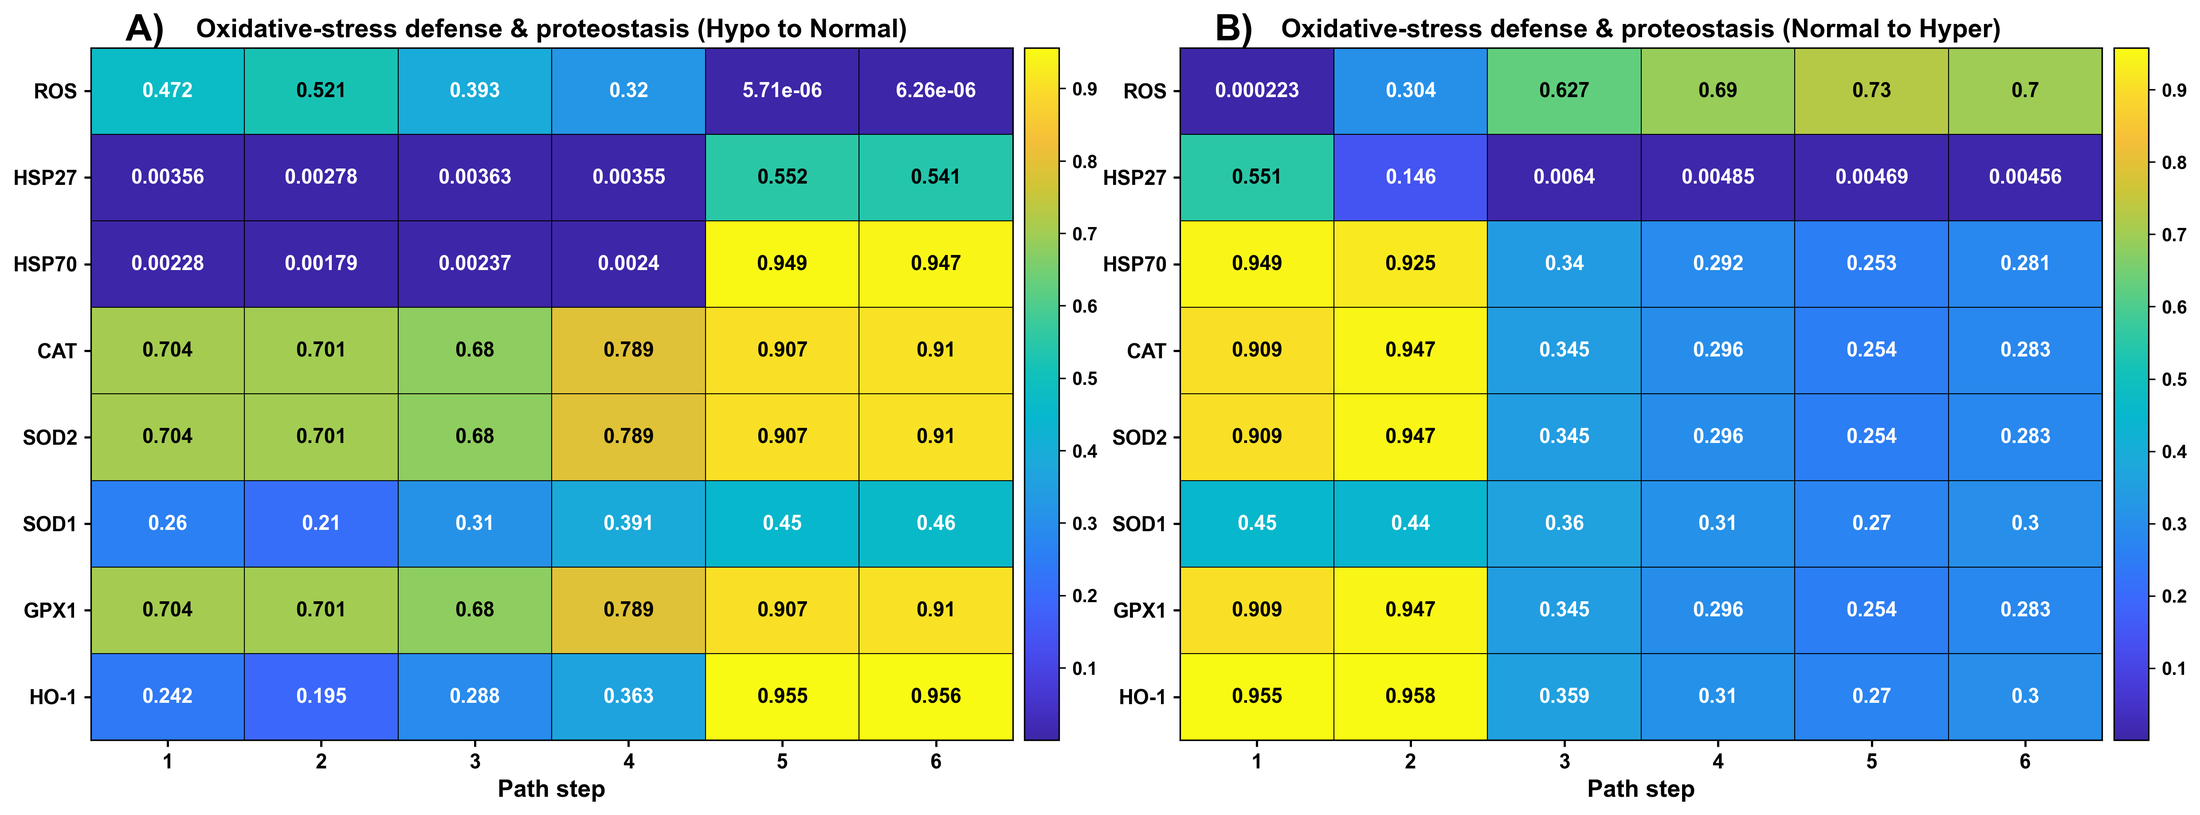 A) Oxidative-stress defense & proteostasis (Hypo to Normal)
ROS 0.472 0.521 0.393 0.32 5.71e-06 6.26e-06
HSP27 0.00356 0.00278 0.00363 0.00355 0.552 0.541
HSP70 0.00228 0.00179 0.00237 0.0024 0.949 0.947
CAT 0.704 0.701 0.68 0.789 0.907 0.91
SOD2 0.704 0.701 0.68 0.789 0.907 0.91
SOD1 0.26 0.21 0.31 0.391 0.45 0.46
GPX1 0.704 0.701 0.68 0.789 0.907 0.91
HO-1 0.242 0.195 0.288 0.363 0.955 0.956
1 2 3 4 5 6
Path step
0.9
0.8
0.7
0.6
0.5
0.4
0.3
0.2
0.1
B) Oxidative-stress defense & proteostasis (Normal to Hyper)
ROS 0.000223 0.304 0.627 0.69 0.73 0.7
HSP27 0.551 0.146 0.0064 0.00485 0.00469 0.00456
HSP70 0.949 0.925 0.34 0.292 0.253 0.281
CAT 0.909 0.947 0.345 0.296 0.254 0.283
SOD2 0.909 0.947 0.345 0.296 0.254 0.283
SOD1 0.45 0.44 0.36 0.31 0.27 0.3
GPX1 0.909 0.947 0.345 0.296 0.254 0.283
HO-1 0.955 0.958 0.359 0.31 0.27 0.3
1 2 3 4 5 6
Path step
0.9
0.8
0.7
0.6
0.5
0.4
0.3
0.2
0.1